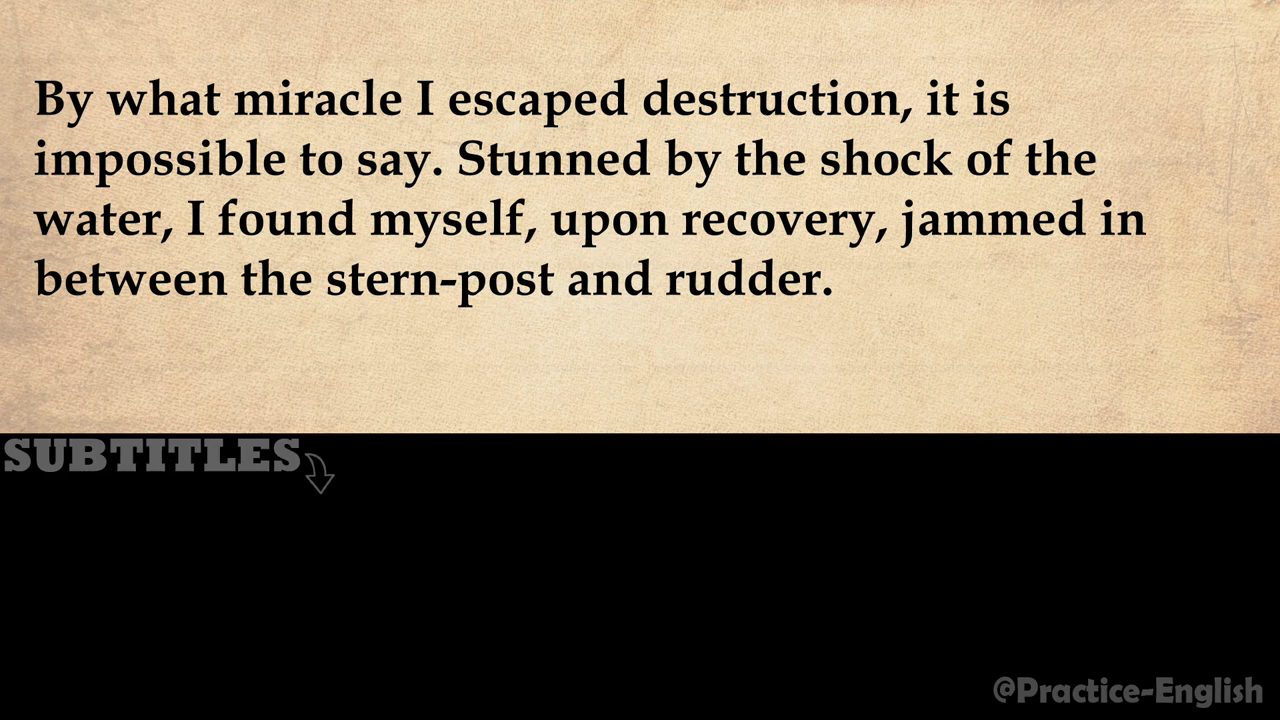 By what miracle I escaped destruction, it is
impossible to say. Stunned by the shock of the
water, I found myself, upon recovery, jammed in
between the stern-post and rudder.
SUBTITLES
@Practice-English